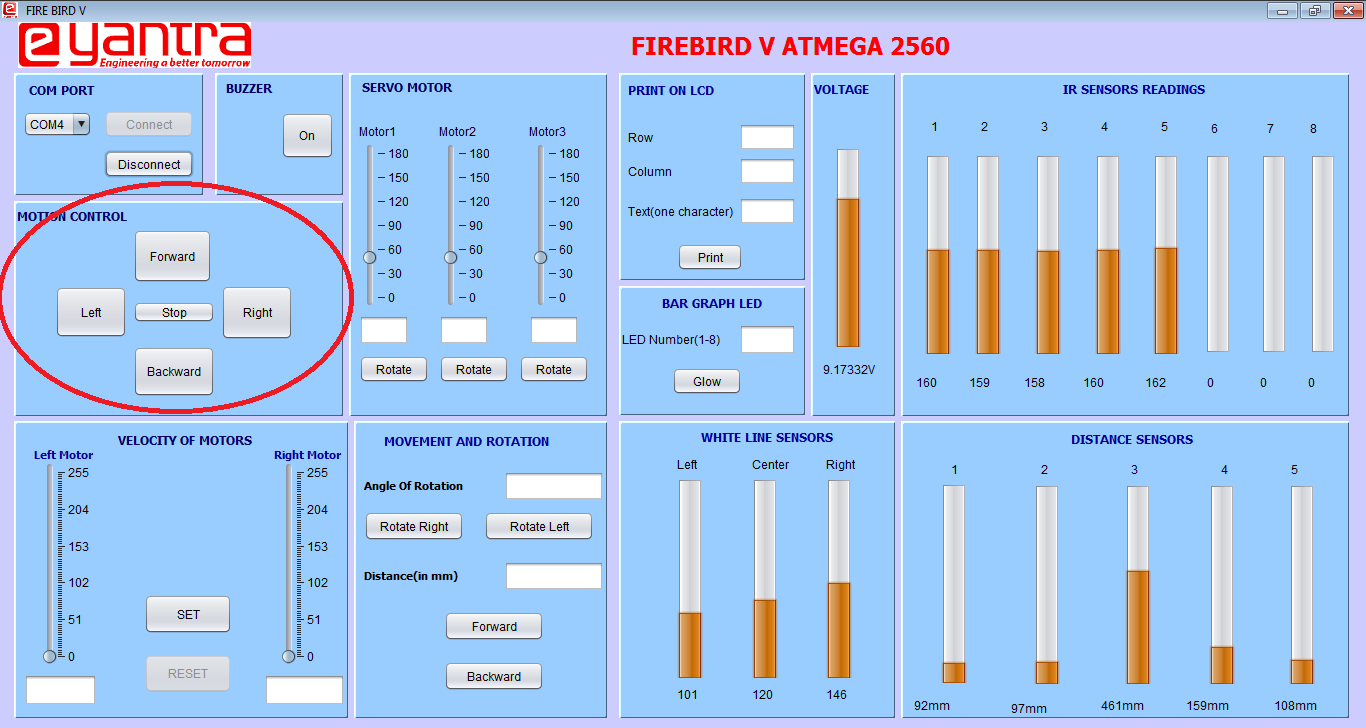 FIRE BIRD V
eyantra
Engineering a better tomorrow
FIREBIRD V ATMEGA 2560
COM PORT
COM4
Connect
Disconnect
BUZZER
On
MOTION CONTROL
Forward
Left
Stop
Right
Backward
SERVO MOTOR
Motor1 Motor2 Motor3
180 180 180
150 150 150
120 120 120
90 90 90
60 60 60
30 30 30
0 0 0
Rotate Rotate Rotate
PRINT ON LCD
Row
Column
Text(one character)
Print
BAR GRAPH LED
LED Number(1-8)
Glow
VOLTAGE
9.17332V
IR SENSORS READINGS
1 2 3 4 5 6 7 8
160 159 158 160 162 0 0 0
VELOCITY OF MOTORS
Left Motor Right Motor
255 255
204 204
153 153
102 102
51 51
0 0
SET
RESET
MOVEMENT AND ROTATION
Angle Of Rotation
Rotate Right Rotate Left
Distance(in mm)
Forward
Backward
WHITE LINE SENSORS
Left Center Right
101 120 146
DISTANCE SENSORS
1 2 3 4 5
92mm 97mm 461mm 159mm 108mm